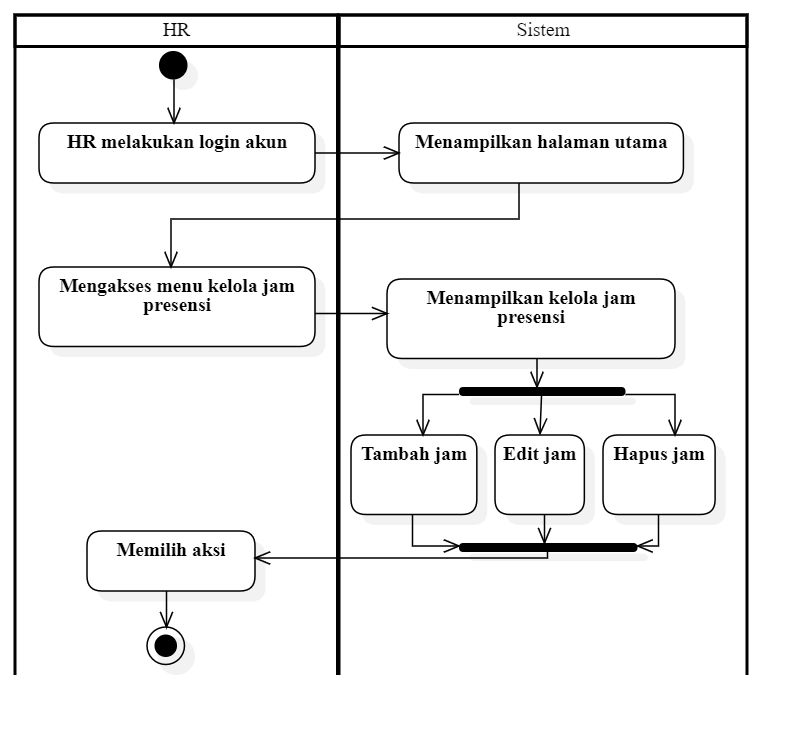 HR
Sistem
HR melakukan login akun
Menampilkan halaman utama
Mengakses menu kelola jam
presensi
Menampilkan kelola jam
presensi
Tambah jam
Edit jam
Hapus jam
Memilih aksi